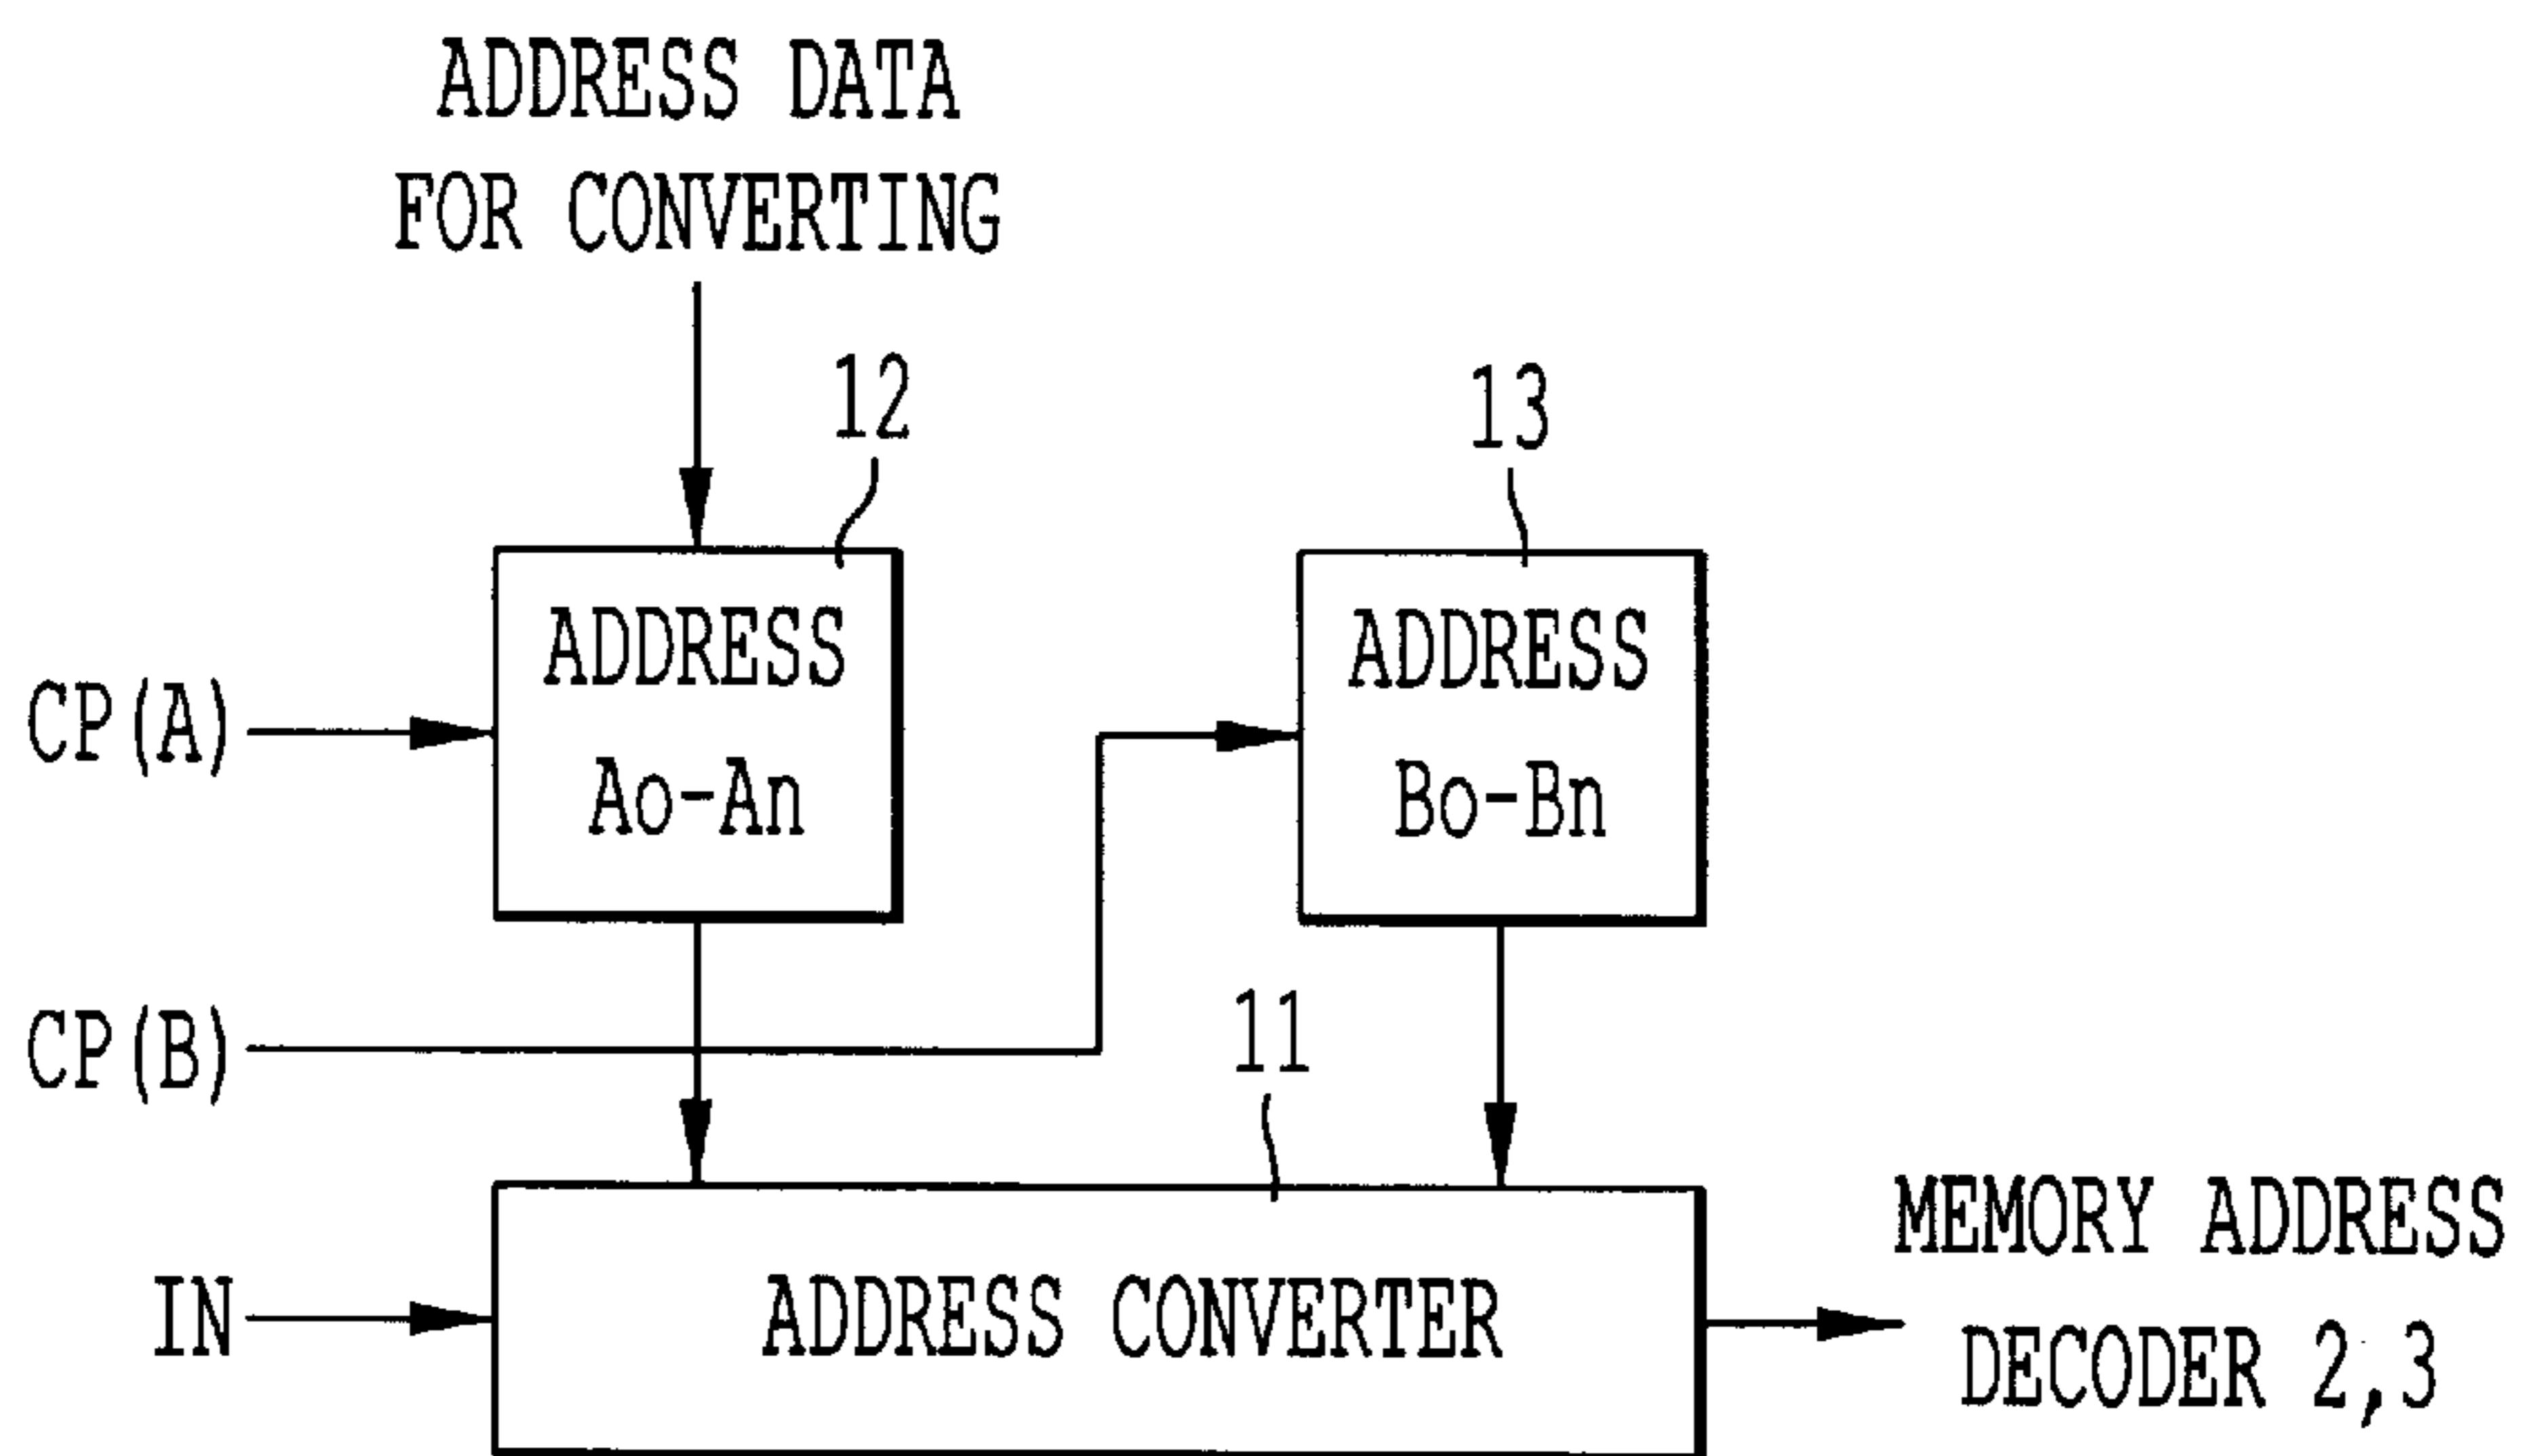 ADDRESS DATA
FOR CONVERTING
12
13
ADDRESS
Ao-An
ADDRESS
Bo-Bn
CP(A)
CP(B)
11
IN
ADDRESS CONVERTER
MEMORY ADDRESS
DECODER 2,3